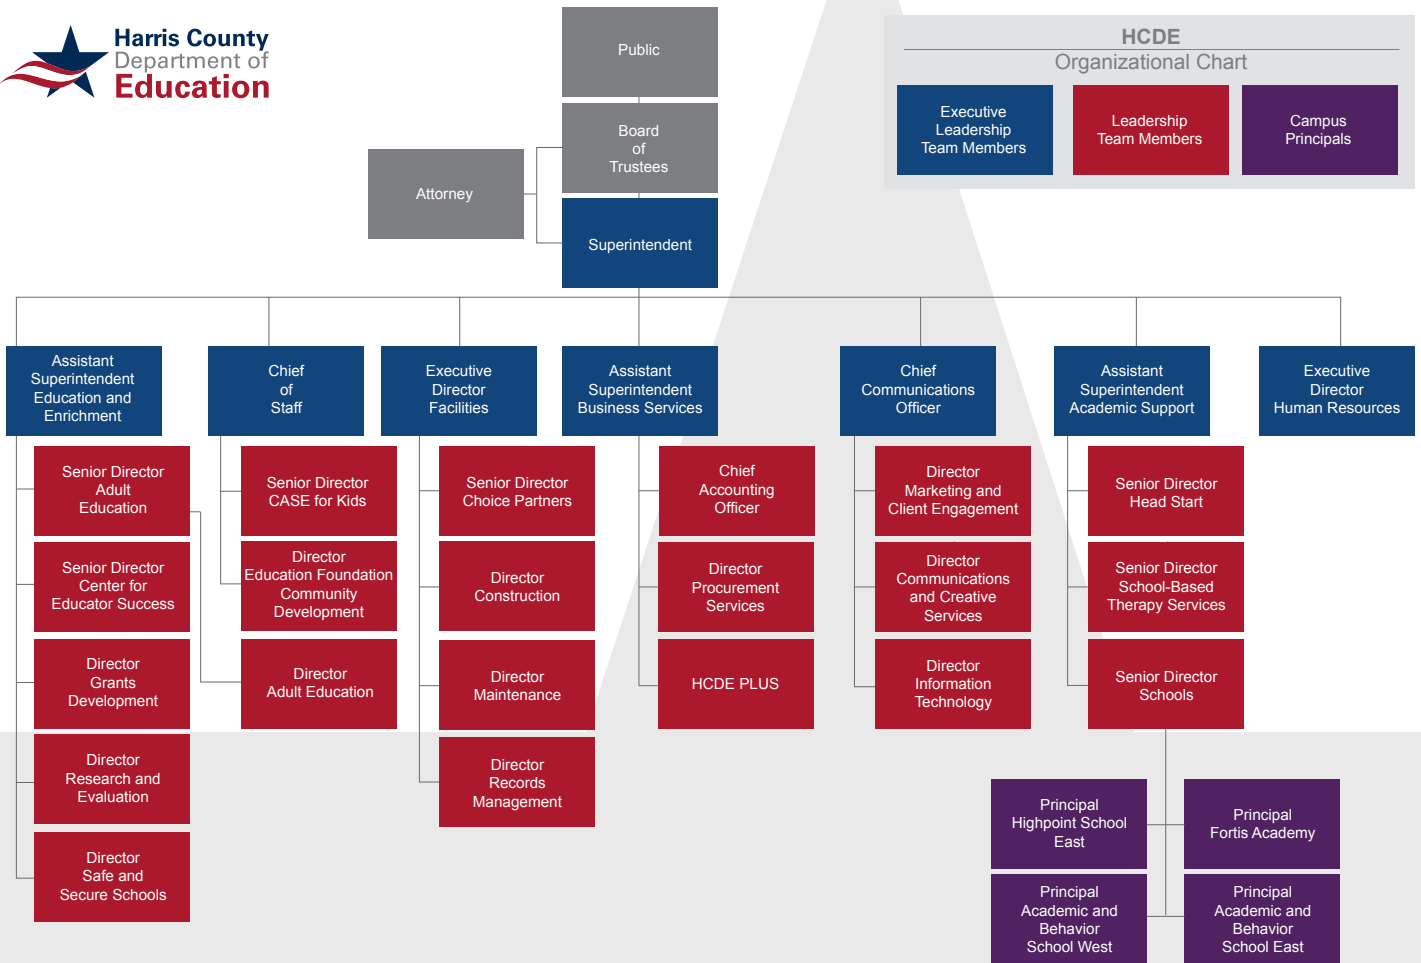 Harris County
Department of
Education
HCDE
Organizational Chart
Executive
Leadership
Team Members
Leadership
Team Members
Campus
Principals
Public
Board
of
Trustees
Attorney
Superintendent
Assistant
Superintendent
Education and
Enrichment
Chief
of
Staff
Executive
Director
Facilities
Assistant
Superintendent
Business Services
Chief
Communications
Officer
Assistant
Superintendent
Academic Support
Executive
Director
Human Resources
Senior Director
Adult
Education
Senior Director
Center for
Educator Success
Director
Grants
Development
Director
Research and
Evaluation
Director
Safe and
Secure Schools
Senior Director
CASE for Kids
Director
Education Foundation
Community
Development
Director
Adult Education
Senior Director
Choice Partners
Director
Construction
Director
Maintenance
Director
Records
Management
Chief
Accounting
Officer
Director
Procurement
Services
HCDE PLUS
Director
Marketing and
Client Engagement
Director
Communications
and Creative
Services
Director
Information
Technology
Senior Director
Head Start
Senior Director
School-Based
Therapy Services
Senior Director
Schools
Principal
Highpoint School
East
Principal
Fortis Academy
Principal
Academic and
Behavior
School West
Principal
Academic and
Behavior
School East